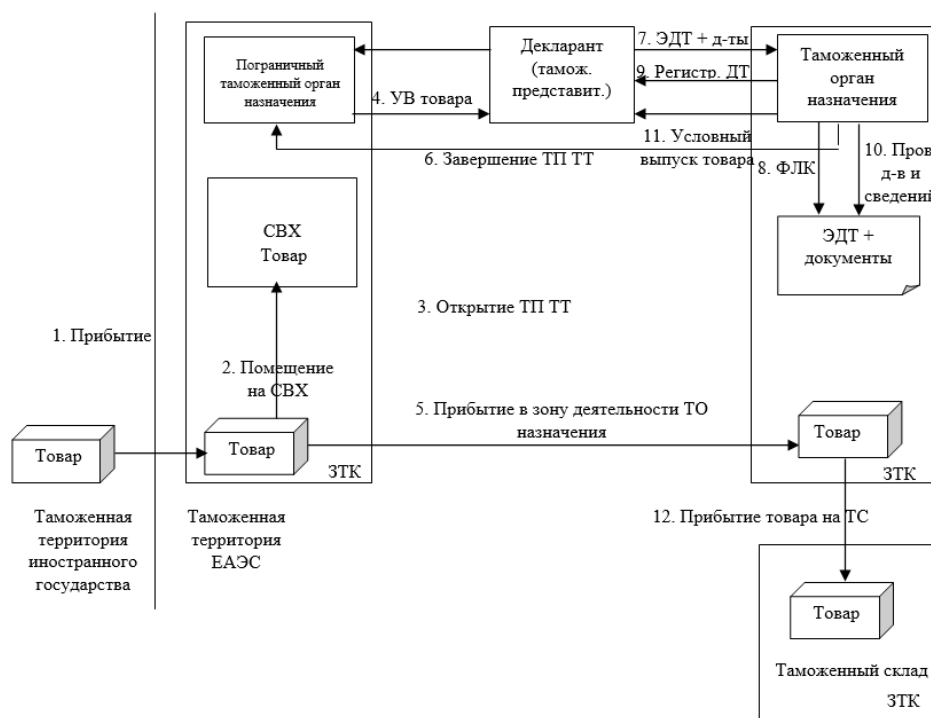 Пограничный
таможенный орган
назначения
Декларант
(тамож.
представит.)
7. ЭДТ + д-ты
9. Регистр. ДТ
Таможенный
орган
назначения
4. УВ товара
11. Условный
выпуск товара
6. Завершение ТП ТТ
8. ФЛК
10. Пров
д-в и
сведений
СВХ
Товар
ЭДТ +
документы
3. Открытие ТП ТТ
1. Прибытие
2. Помещение
на СВХ
5. Прибытие в зону деятельности ТО
назначения
Товар
Товар
ЗТК
Товар
ЗТК
Таможенная
территория
иностранного
государства
Таможенная
территория
ЕАЭС
12. Прибытие товара на ТС
Товар
Таможенный склад
ЗТК